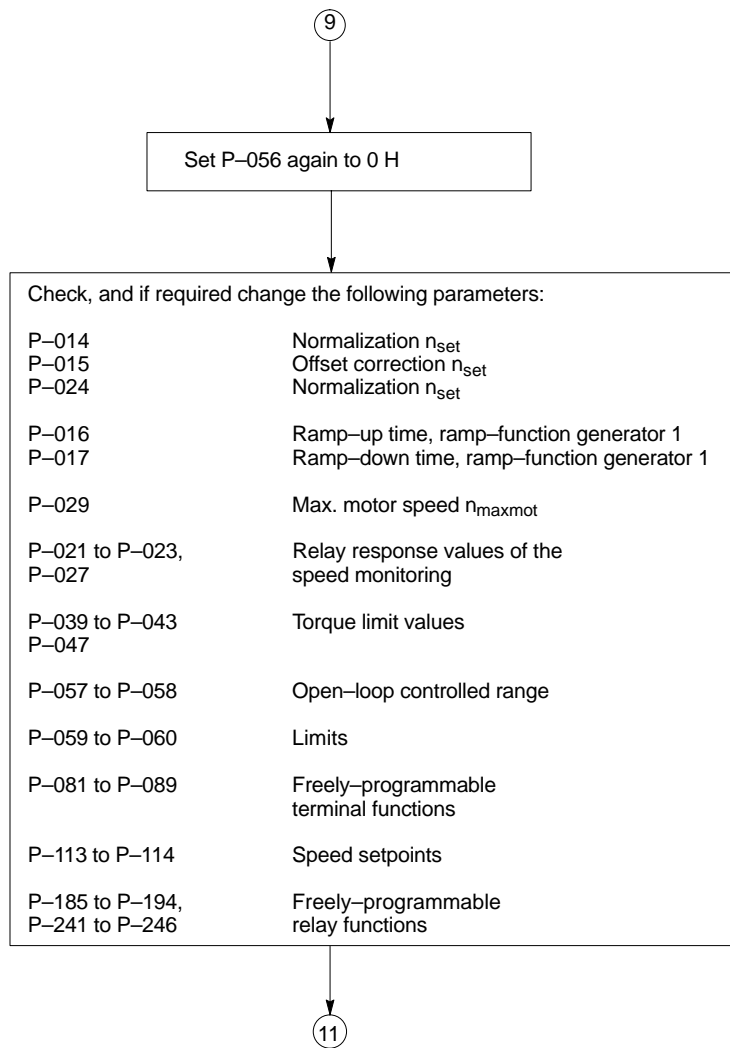 9
Set P–056 again to 0 H
Check, and if required change the following parameters:
P–014 Normalization nset
P–015 Offset correction nset
P–024 Normalization nset
P–016 Ramp–up time, ramp–function generator 1
P–017 Ramp–down time, ramp–function generator 1
P–029 Max. motor speed nmaxmot
P–021 to P–023, Relay response values of the
P–027 speed monitoring
P–039 to P–043 Torque limit values
P–047
P–057 to P–058 Open–loop controlled range
P–059 to P–060 Limits
P–081 to P–089 Freely–programmable
terminal functions
P–113 to P–114 Speed setpoints
P–185 to P–194, Freely–programmable
P–241 to P–246 relay functions
11